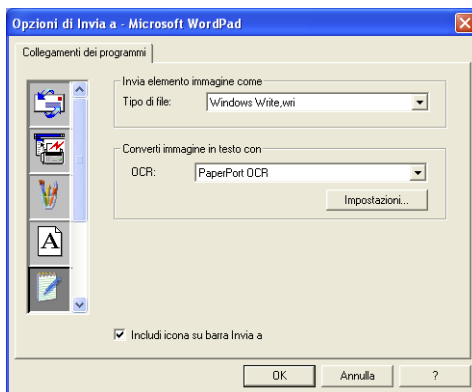 Opzioni di Invia a - Microsoft WordPad
Collegamenti dei programmi
Invia elemento immagine come
Tipo di file: Windows Write,wri
Converti immagine in testo con
OCR: PaperPort OCR
Impostazioni...
A
Includi icona su barra Invia a
OK Annulla ?